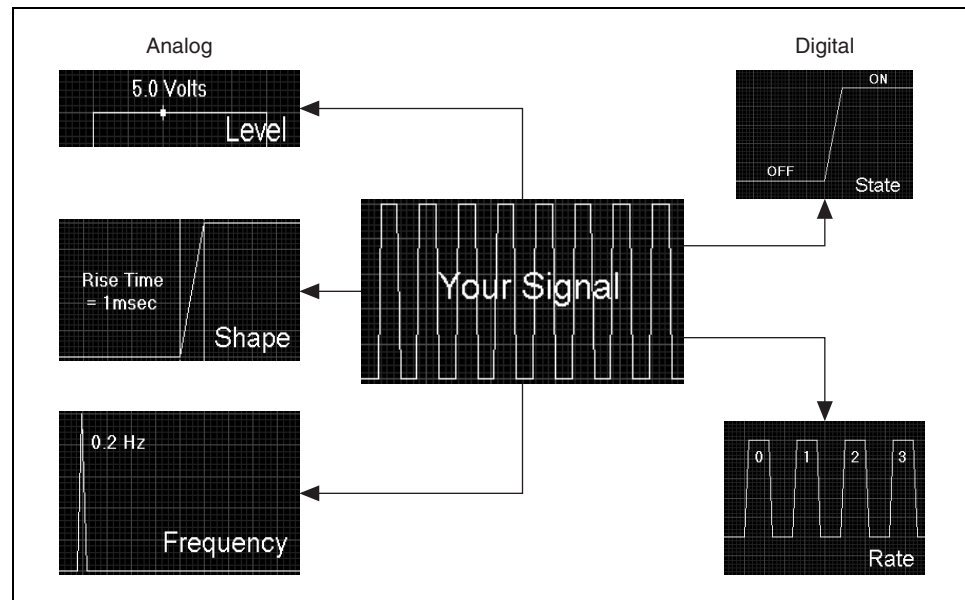 Analog
Digital
5.0 Volts
Level
ON
OFF
State
Rise Time
= 1msec
Shape
Your Signal
0.2 Hz
Frequency
0 1 2 3
Rate